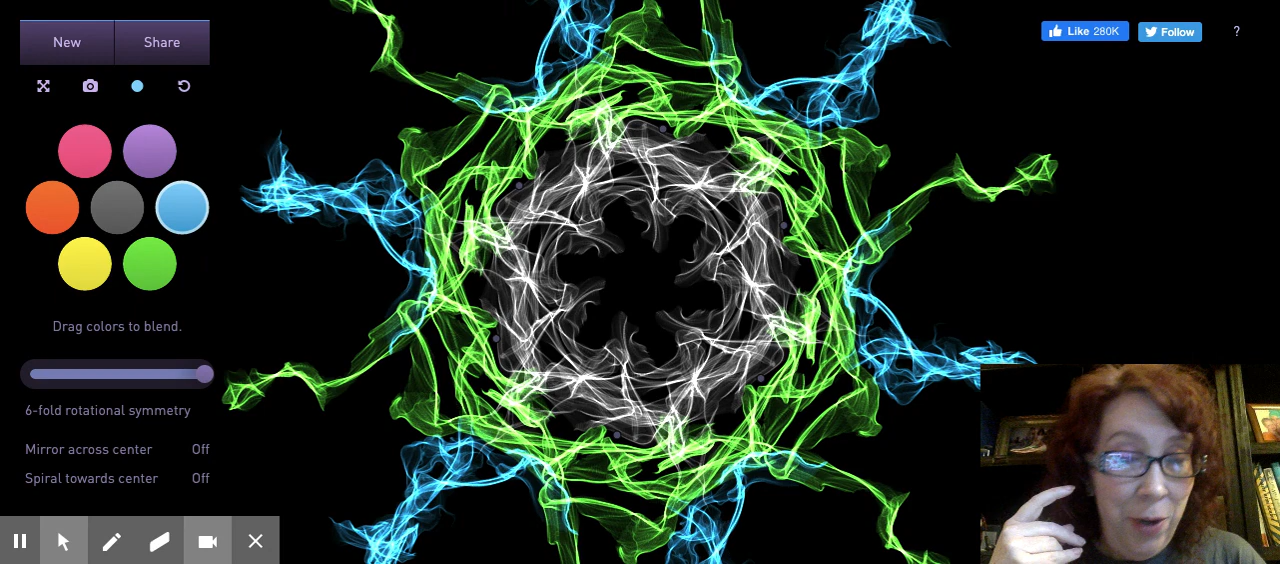 New Share
Like 280K
Follow
?
Drag colors to blend.
6-fold rotational symmetry
Mirror across center Off
Spiral towards center Off